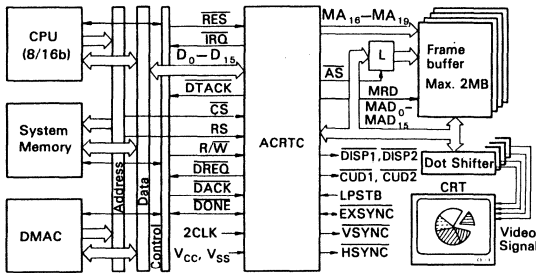 CPU
(8/16b)
System
Memory
DMAC
Address
Data
Control
RES
IRQ
D0–D15
DTACK
CS
RS
R/W
DREQ
DACK
DONE
2CLK
VCC, VSS
ACRTC
MA16–MA19
AS
L
MRD
MAD0–
MAD15
DISP1, DISP2
CUD1, CUD2
LPSTB
EXSYNC
VSYNC
HSYNC
Frame
buffer
Max. 2MB
Dot Shifter
CRT
Video
Signal